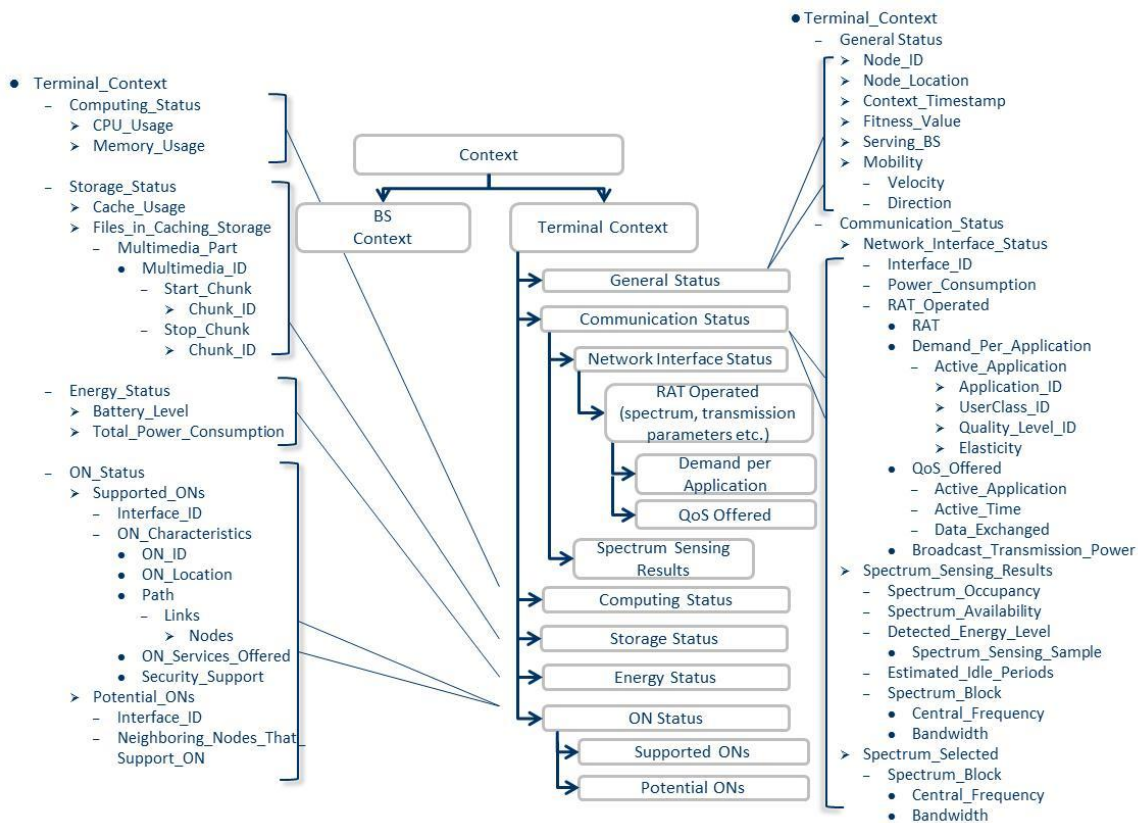 ● Terminal_Context
– Computing_Status
➢ CPU_Usage
➢ Memory_Usage
– Storage_Status
➢ Cache_Usage
➢ Files_in_Caching_Storage
– Multimedia_Part
● Multimedia_ID
– Start_Chunk
➢ Chunk_ID
– Stop_Chunk
➢ Chunk_ID
– Energy_Status
➢ Battery_Level
➢ Total_Power_Consumption
– ON_Status
➢ Supported_ONs
– Interface_ID
– ON_Characteristics
● ON_ID
● ON_Location
● Path
– Links
➢ Nodes
● ON_Services_Offered
● Security_Support
➢ Potential_ONs
– Interface_ID
– Neighboring_Nodes_That_
Support_ON
Context
BS
Context
Terminal Context
General Status
Communication Status
Network Interface Status
RAT Operated
(spectrum, transmission
parameters etc.)
Demand per
Application
QoS Offered
Spectrum Sensing
Results
Computing Status
Storage Status
Energy Status
ON Status
Supported ONs
Potential ONs
● Terminal_Context
– General Status
➢ Node_ID
➢ Node_Location
➢ Context_Timestamp
➢ Fitness_Value
➢ Serving_BS
➢ Mobility
– Velocity
– Direction
– Communication_Status
➢ Network_Interface_Status
– Interface_ID
– Power_Consumption
– RAT_Operated
● RAT
● Demand_Per_Application
– Active_Application
➢ Application_ID
➢ UserClass_ID
➢ Quality_Level_ID
➢ Elasticity
● QoS_Offered
– Active_Application
– Active_Time
– Data_Exchanged
● Broadcast_Transmission_Power
➢ Spectrum_Sensing_Results
– Spectrum_Occupancy
– Spectrum_Availability
– Detected_Energy_Level
● Spectrum_Sensing_Sample
– Estimated_Idle_Periods
– Spectrum_Block
● Central_Frequency
● Bandwidth
➢ Spectrum_Selected
– Spectrum_Block
● Central_Frequency
● Bandwidth